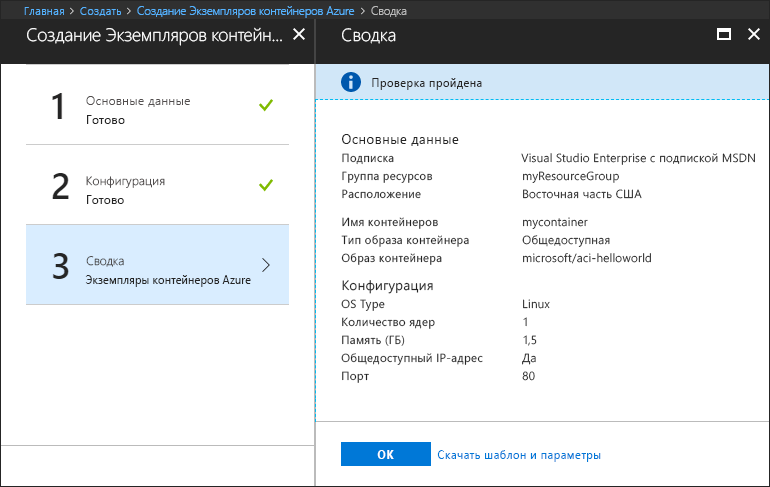 Главная > Создать > Создание Экземпляров контейнеров Azure > Сводка
Создание Экземпляров контейн...
Сводка
1
Основные данные
Готово
2
Конфигурация
Готово
3
Сводка
Экземпляры контейнеров Azure
Проверка пройдена
Основные данные
Подписка Visual Studio Enterprise с подпиской MSDN
Группа ресурсов myResourceGroup
Расположение Восточная часть США
Имя контейнеров mycontainer
Тип образа контейнера Общедоступная
Образ контейнера microsoft/aci-helloworld
Конфигурация
OS Type Linux
Количество ядер 1
Память (ГБ) 1,5
Общедоступный IP-адрес Да
Порт 80
ОК Скачать шаблон и параметры